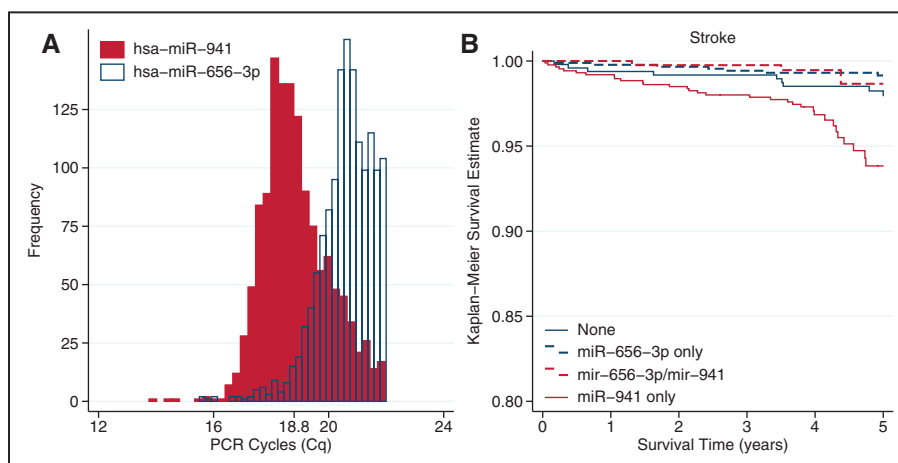 A
hsa-miR-941
hsa-miR-656-3p
Frequency
125
100
75
50
25
0
12
16
18.8
20
24
PCR Cycles (Cq)
B
Stroke
Kaplan-Meier Survival Estimate
1.00
0.95
0.90
0.85
0.80
None
miR-656-3p only
mir-656-3p/mir-941
miR-941 only
0 1 2 3 4 5
Survival Time (years)